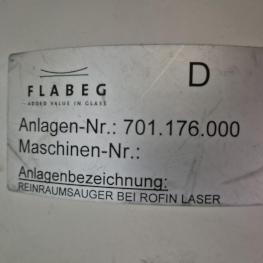 FLABEG
ADDED VALUE IN GLASS
D
Anlagen-Nr.: 701.176.000
Maschinen-Nr.:
Anlagenbezeichnung:
REINRAUMSAUGER BEI ROFIN LASER